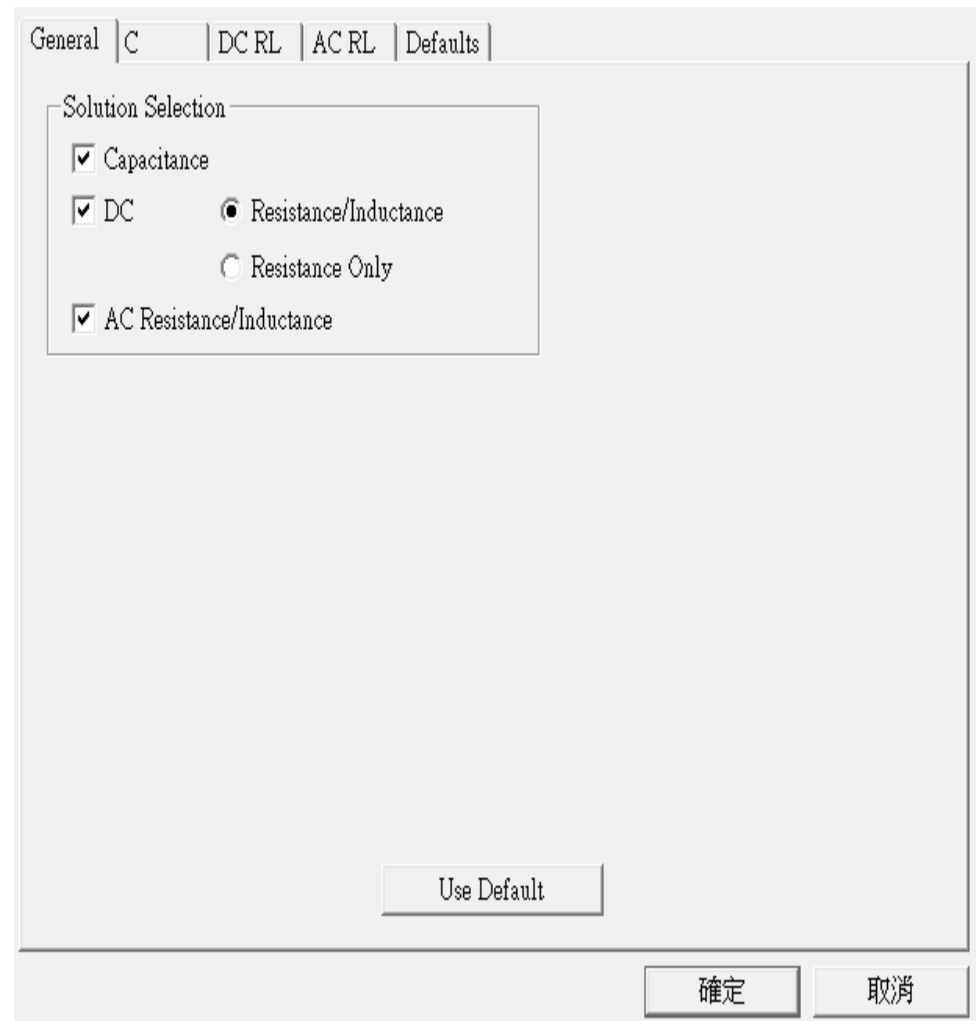 General C DC RL AC RL Defaults
Solution Selection
Capacitance
DC Resistance/Inductance
Resistance Only
AC Resistance/Inductance
Use Default
確定 取消